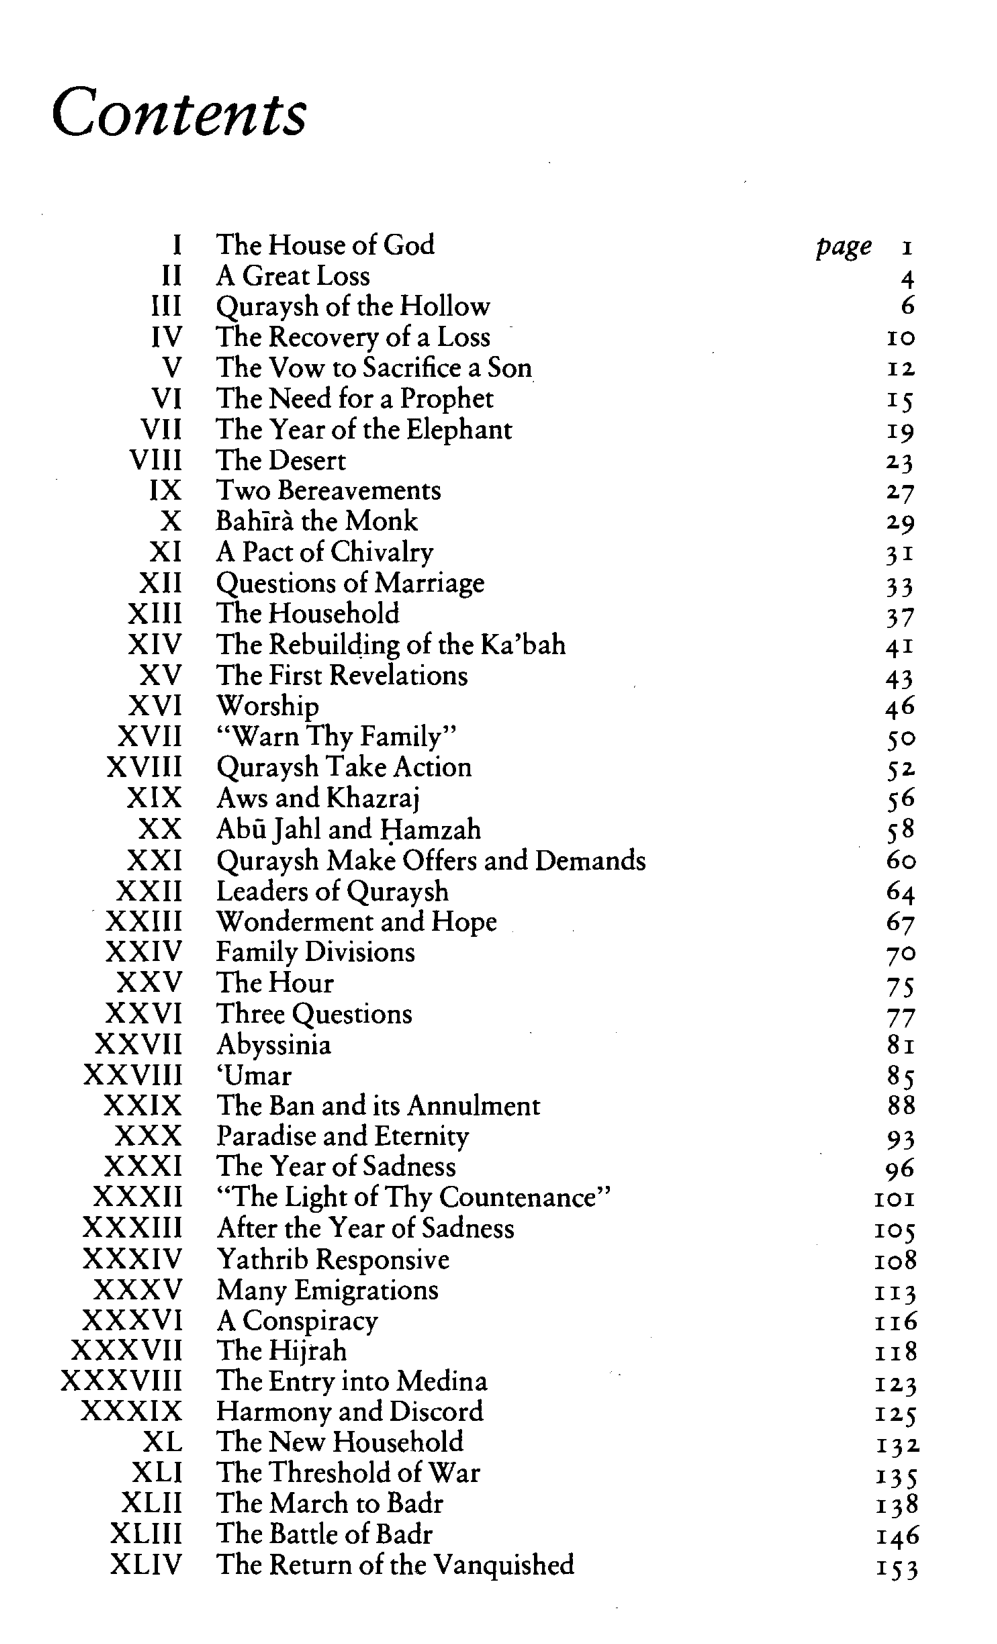 Contents
I The House of God page 1
II A Great Loss 4
III Quraysh of the Hollow 6
IV The Recovery of a Loss 10
V The Vow to Sacrifice a Son 12
VI The Need for a Prophet 15
VII The Year of the Elephant 19
VIII The Desert 23
IX Two Bereavements 27
X Bahīrà the Monk 29
XI A Pact of Chivalry 31
XII Questions of Marriage 33
XIII The Household 37
XIV The Rebuilding of the Ka’bah 41
XV The First Revelations 43
XVI Worship 46
XVII “Warn Thy Family” 50
XVIII Quraysh Take Action 52
XIX Aws and Khazraj 56
XX Abū Jahl and Ḥamzah 58
XXI Quraysh Make Offers and Demands 60
XXII Leaders of Quraysh 64
XXIII Wonderment and Hope 67
XXIV Family Divisions 70
XXV The Hour 75
XXVI Three Questions 77
XXVII Abyssinia 81
XXVIII ‘Umar 85
XXIX The Ban and its Annulment 88
XXX Paradise and Eternity 93
XXXI The Year of Sadness 96
XXXII “The Light of Thy Countenance” 101
XXXIII After the Year of Sadness 105
XXXIV Yathrib Responsive 108
XXXV Many Emigrations 113
XXXVI A Conspiracy 116
XXXVII The Hijrah 118
XXXVIII The Entry into Medina 123
XXXIX Harmony and Discord 125
XL The New Household 132
XLI The Threshold of War 135
XLII The March to Badr 138
XLIII The Battle of Badr 146
XLIV The Return of the Vanquished 153